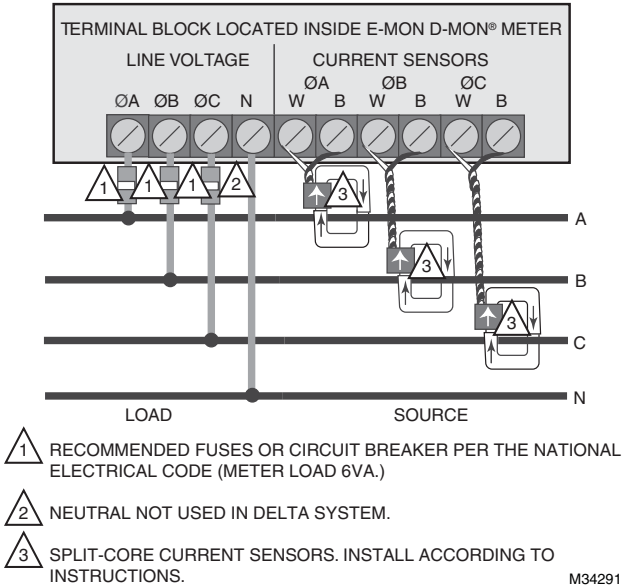 TERMINAL BLOCK LOCATED INSIDE E-MON D-MON® METER
LINE VOLTAGE CURRENT SENSORS
ØA ØB ØC
ØA ØB ØC N W B W B W B
1 1 1 2 3
A
3
B
3
C
N
LOAD SOURCE
1 RECOMMENDED FUSES OR CIRCUIT BREAKER PER THE NATIONAL
ELECTRICAL CODE (METER LOAD 6VA.)
2 NEUTRAL NOT USED IN DELTA SYSTEM.
3 SPLIT-CORE CURRENT SENSORS. INSTALL ACCORDING TO
INSTRUCTIONS. M34291